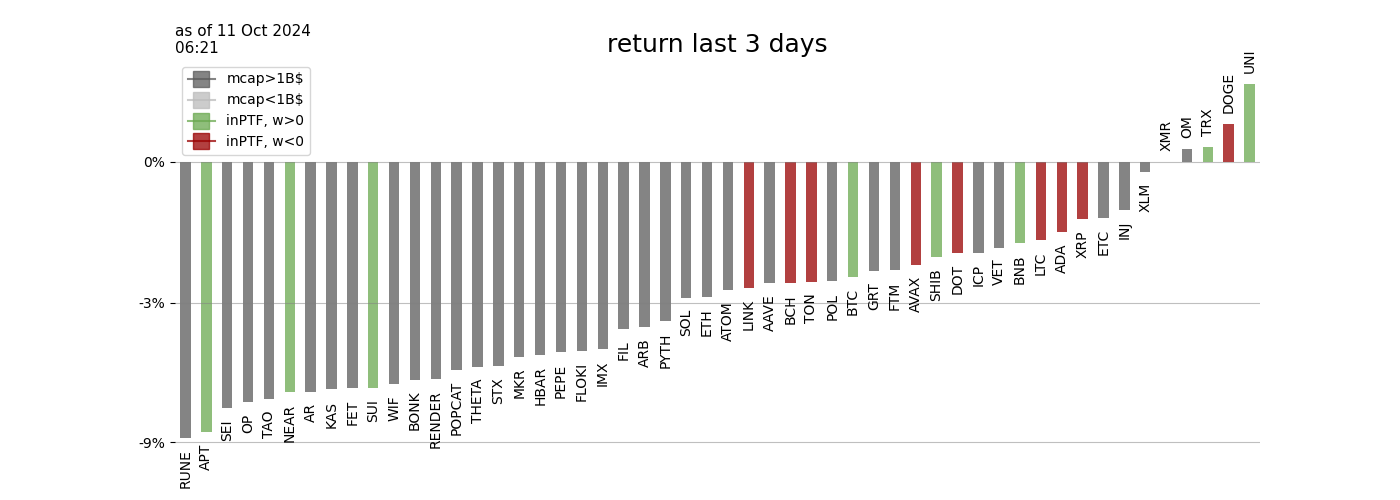 as of 11 Oct 2024
06:21
return last 3 days
mcap>1B$
mcap<1B$
inPTF, w>0
inPTF, w<0
0%
-3%
-9%
RUNE
APT
SEI
OP
TAO
NEAR
AR
KAS
FET
SUI
WIF
BONK
RENDER
POPCAT
THETA
STX
MKR
HBAR
PEPE
FLOKI
IMX
FIL
ARB
PYTH
SOL
ETH
ATOM
LINK
AAVE
BCH
TON
POL
BTC
GRT
FTM
AVAX
SHIB
DOT
ICP
VET
BNB
LTC
ADA
XRP
ETC
INJ
XLM
XMR
OM
TRX
DOGE
UNI